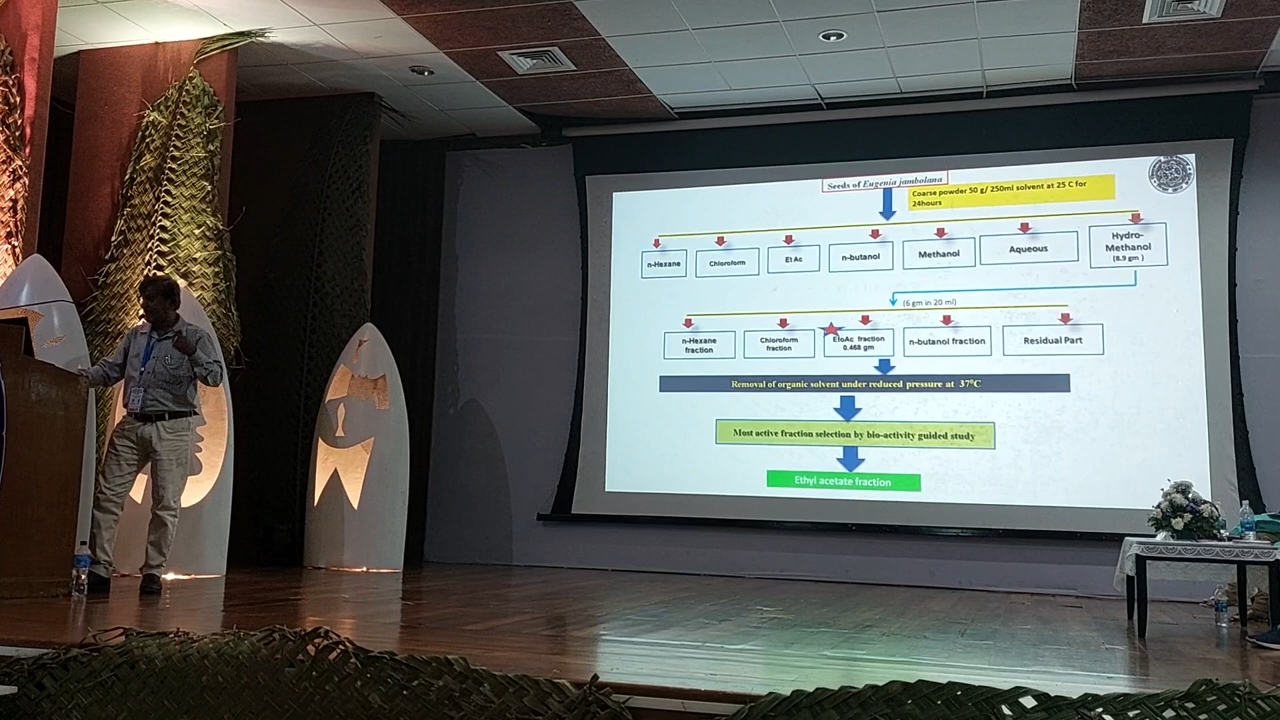 Seeds of Eugenia jambolana
Coarse powder 50 g/ 250ml solvent at 25 C for
24hours
n-Hexane
Chloroform
Et Ac
n-butanol
Methanol
Aqueous
Hydro-
Methanol
(8.9 gm )
(6 gm in 20 ml)
n-Hexane
fraction
Chloroform
fraction
EtoAc fraction
0.468 gm
n-butanol fraction
Residual Part
Removal of organic solvent under reduced pressure at 37⁰C
Most active fraction selection by bio-activity guided study
Ethyl acetate fraction